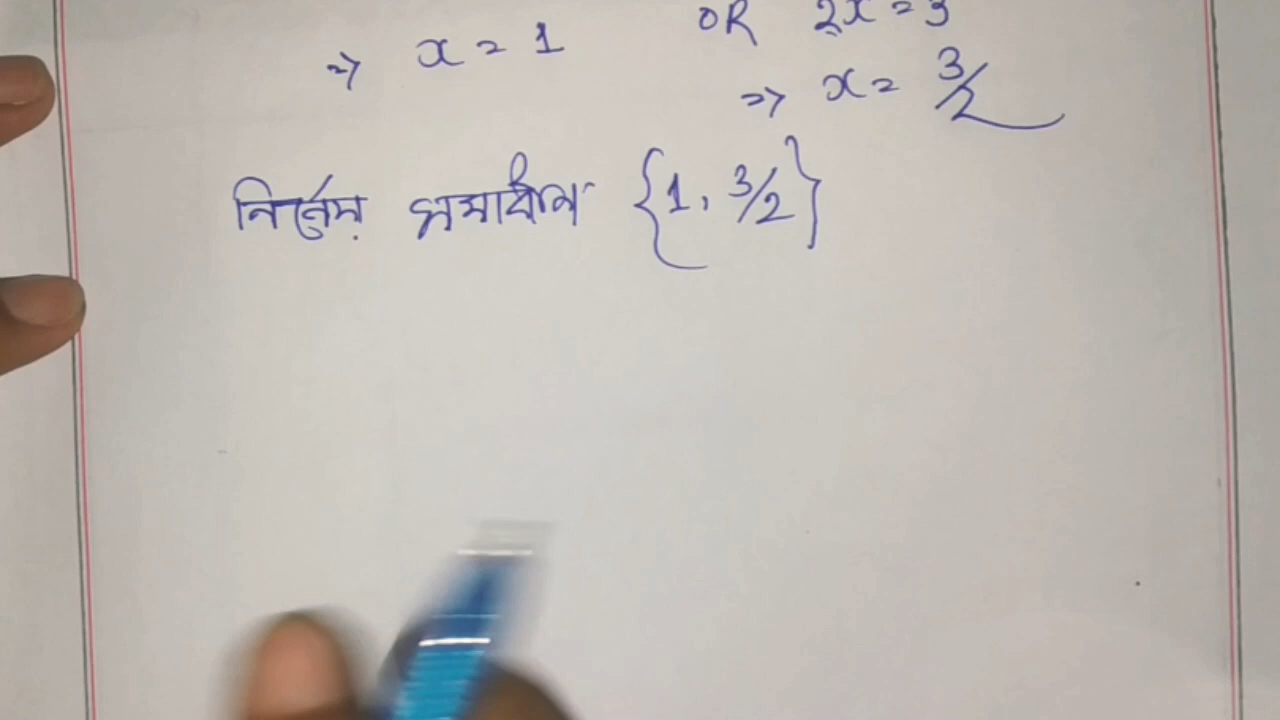 OR 2x = 3
⇒ x = 1
⇒ x = 3/2
নির্ণেয় সমাধান {1, 3/2}